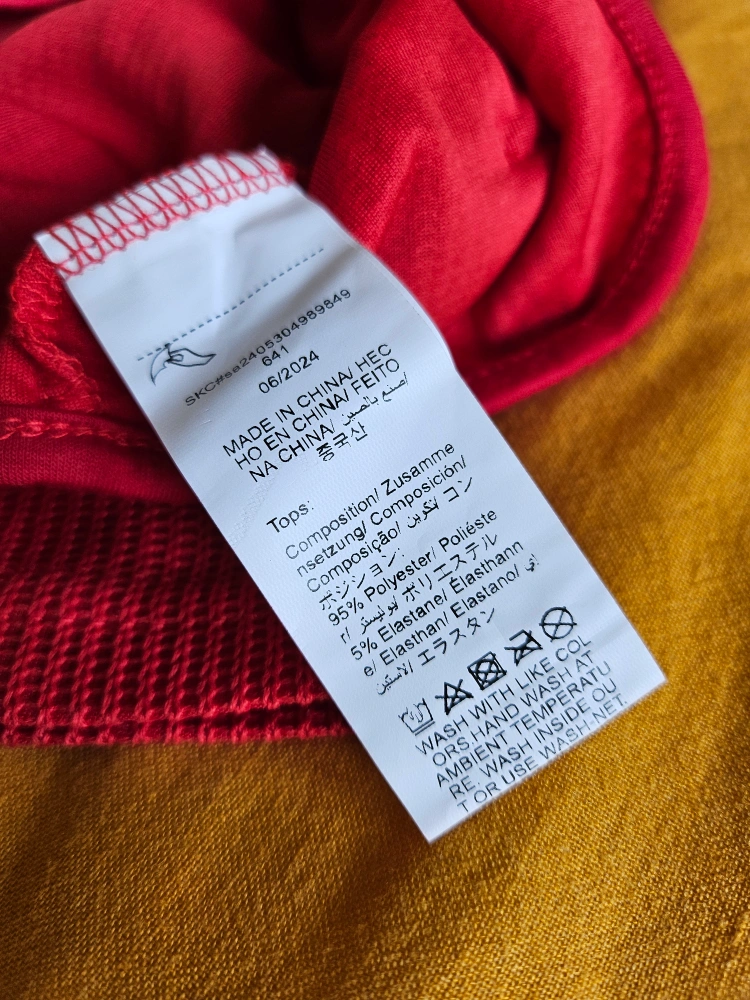 SKC#sa2405304989849
641
06/2024
MADE IN CHINA/ HEC
HO EN CHINA/ FEITO
NA CHINA/ صنع بالصين/
중국산
Tops:
Composition/ Zusamme
nsetzung/ Composición/
Composição/ تكوين/ コン
ポジション:
95% Polyester/ Poliéste
r/ بوليستر/ ポリエステル
5% Elastane/ Élasthann
e/ Elasthan/ Elastano/
الاستين/ エラスタン
WASH WITH LIKE COL
ORS.HAND WASH AT
AMBIENT TEMPERATU
RE. WASH INSIDE OU
T OR USE WASH-NET.